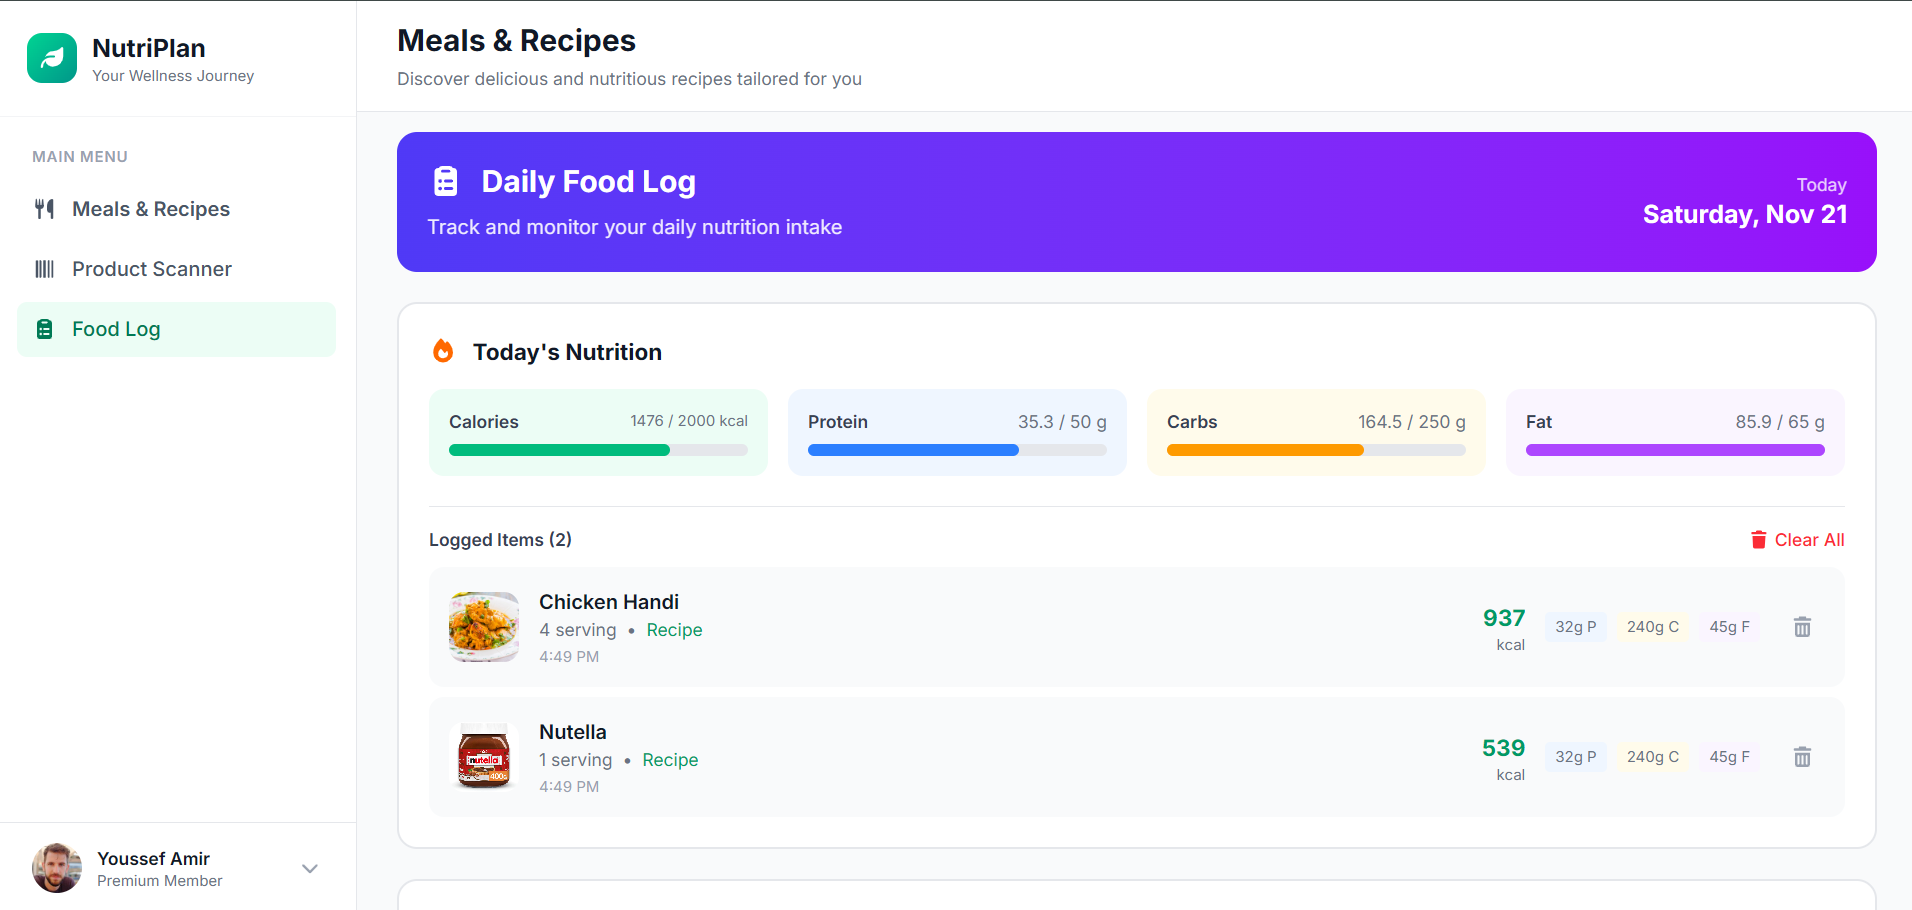 NutriPlan
Your Wellness Journey
MAIN MENU
Meals & Recipes
Product Scanner
Food Log
Youssef Amir
Premium Member
Meals & Recipes
Discover delicious and nutritious recipes tailored for you
Daily Food Log
Track and monitor your daily nutrition intake
Today
Saturday, Nov 21
Today's Nutrition
Calories 1476 / 2000 kcal
Protein 35.3 / 50 g
Carbs 164.5 / 250 g
Fat 85.9 / 65 g
Logged Items (2)
Clear All
Chicken Handi
4 serving • Recipe
4:49 PM
937
kcal
32g P
240g C
45g F
Nutella
1 serving • Recipe
4:49 PM
nutella
400g
539
kcal
32g P
240g C
45g F